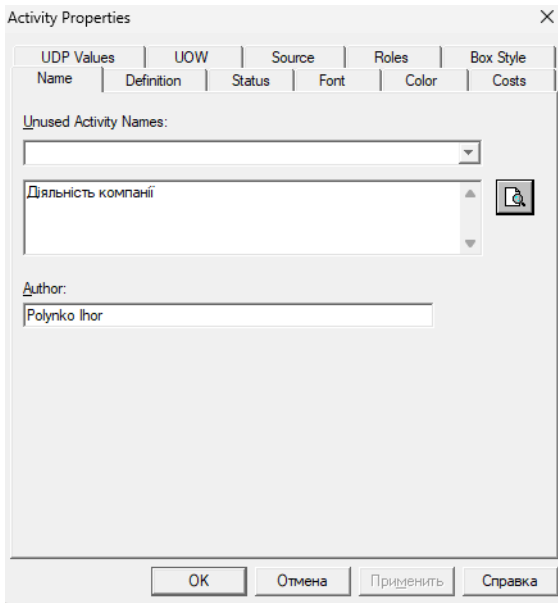 Activity Properties
UDP Values UOW Source Roles Box Style
Name Definition Status Font Color Costs
Unused Activity Names:
Діяльність компанії
Author:
Polynko Ihor
OK Отмена Применить Справка